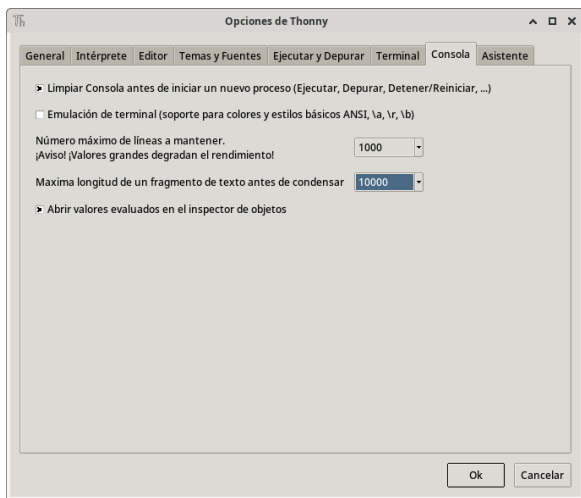 Th Opciones de Thonny
General Intérprete Editor Temas y Fuentes Ejecutar y Depurar Terminal Consola Asistente
Limpiar Consola antes de iniciar un nuevo proceso (Ejecutar, Depurar, Detener/Reiniciar, ...)
Emulación de terminal (soporte para colores y estilos básicos ANSI, \a, \r, \b)
Número máximo de líneas a mantener.
¡Aviso! ¡Valores grandes degradan el rendimiento!
1000
Maxima longitud de un fragmento de texto antes de condensar 10000
Abrir valores evaluados en el inspector de objetos
Ok Cancelar